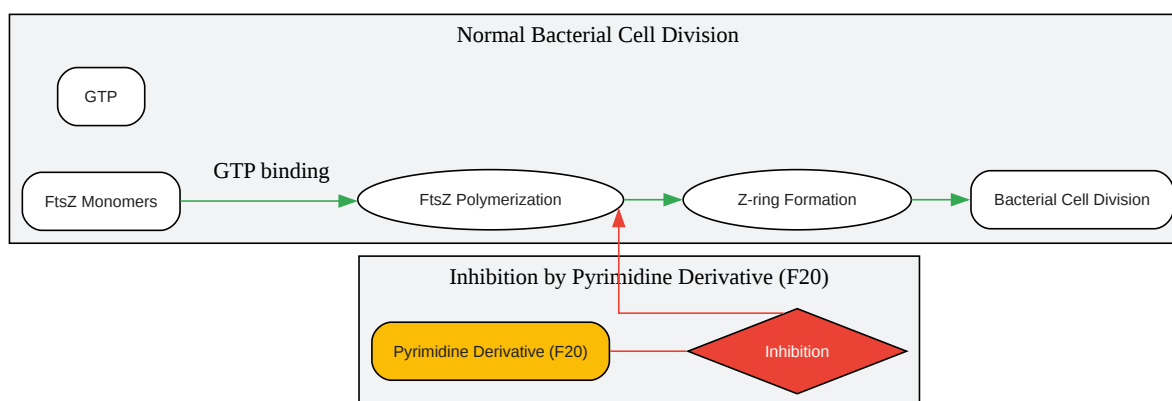 Normal Bacterial Cell Division
GTP
GTP binding
FtsZ Monomers
FtsZ Polymerization
Z-ring Formation
Bacterial Cell Division
Inhibition by Pyrimidine Derivative (F20)
Pyrimidine Derivative (F20)
Inhibition